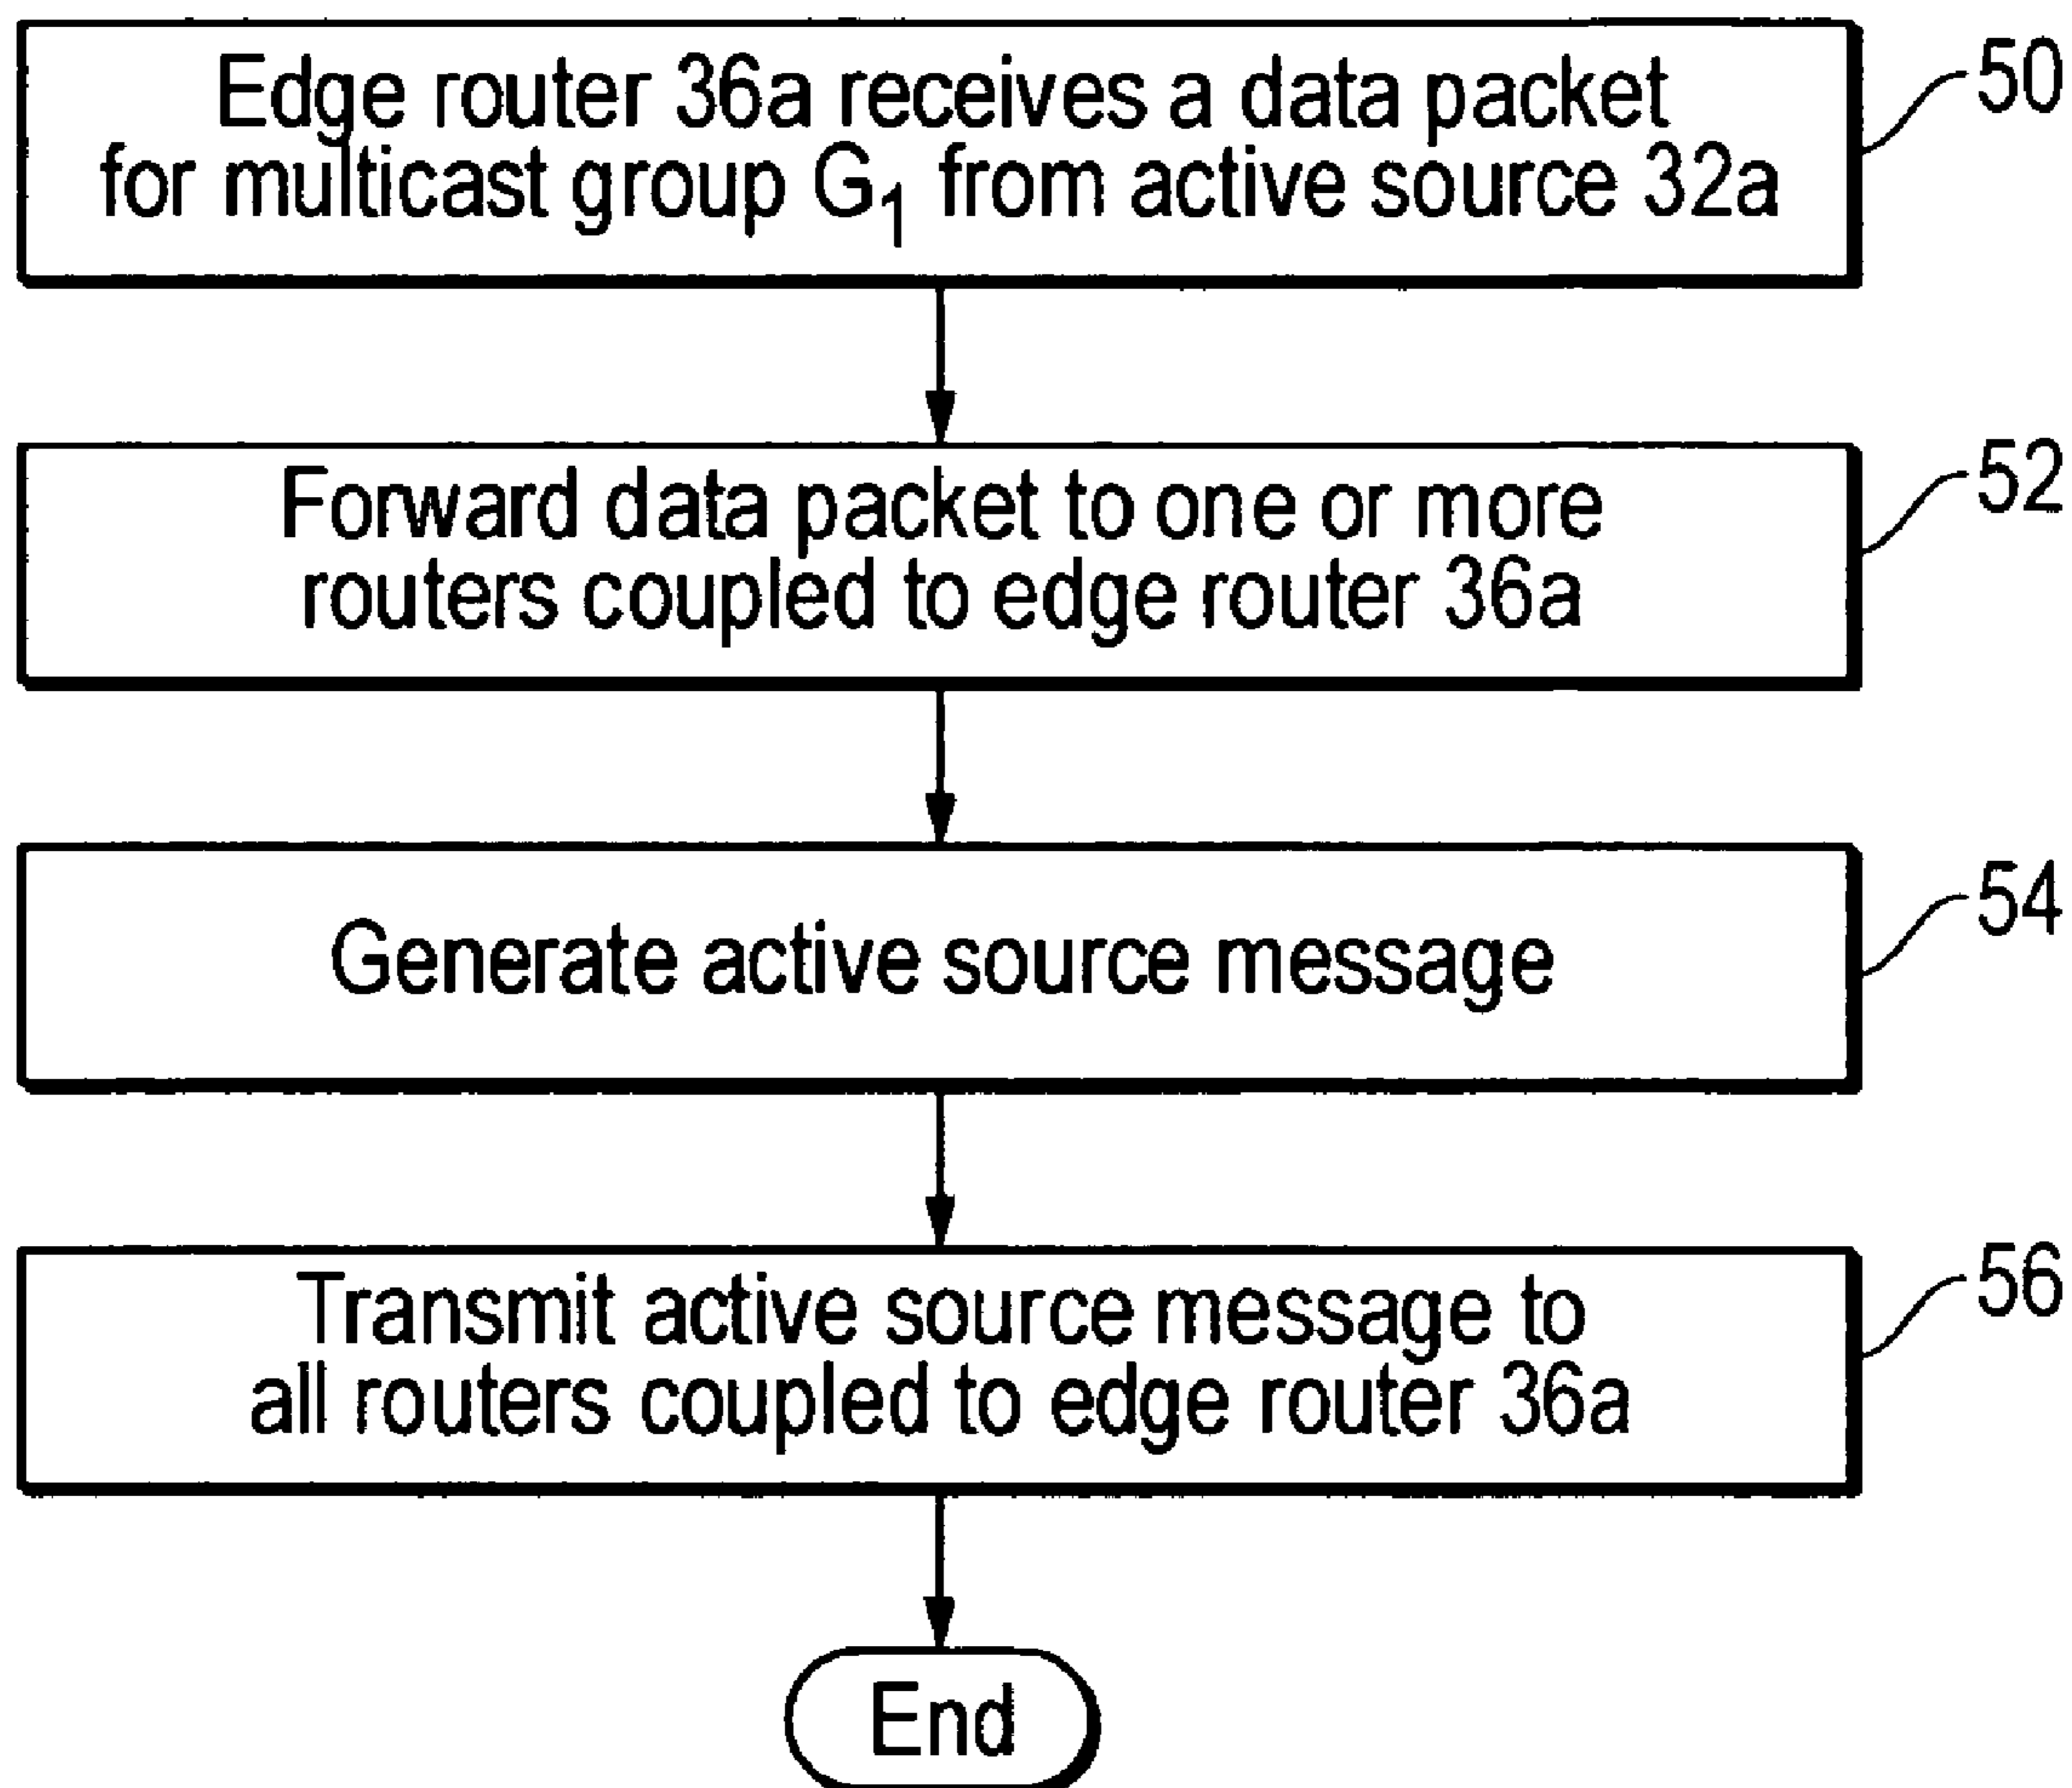 Edge router 36a receives a data packet
for multicast group G₁ from active source 32a
50
Forward data packet to one or more
routers coupled to edge router 36a
52
Generate active source message
54
Transmit active source message to
all routers coupled to edge router 36a
56
End